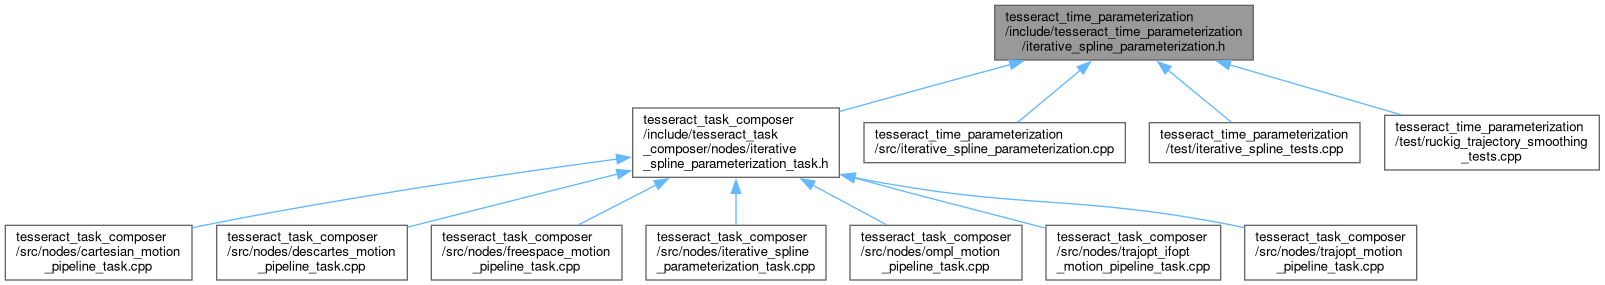 tesseract_time_parameterization
/include/tesseract_time_parameterization
/iterative_spline_parameterization.h
tesseract_task_composer
/include/tesseract_task
_composer/nodes/iterative
_spline_parameterization_task.h
tesseract_time_parameterization
/src/iterative_spline_parameterization.cpp
tesseract_time_parameterization
/test/iterative_spline_tests.cpp
tesseract_time_parameterization
/test/ruckig_trajectory_smoothing
_tests.cpp
tesseract_task_composer
/src/nodes/cartesian_motion
_pipeline_task.cpp
tesseract_task_composer
/src/nodes/descartes_motion
_pipeline_task.cpp
tesseract_task_composer
/src/nodes/freespace_motion
_pipeline_task.cpp
tesseract_task_composer
/src/nodes/iterative_spline
_parameterization_task.cpp
tesseract_task_composer
/src/nodes/ompl_motion
_pipeline_task.cpp
tesseract_task_composer
/src/nodes/trajopt_ifopt
_motion_pipeline_task.cpp
tesseract_task_composer
/src/nodes/trajopt_motion
_pipeline_task.cpp